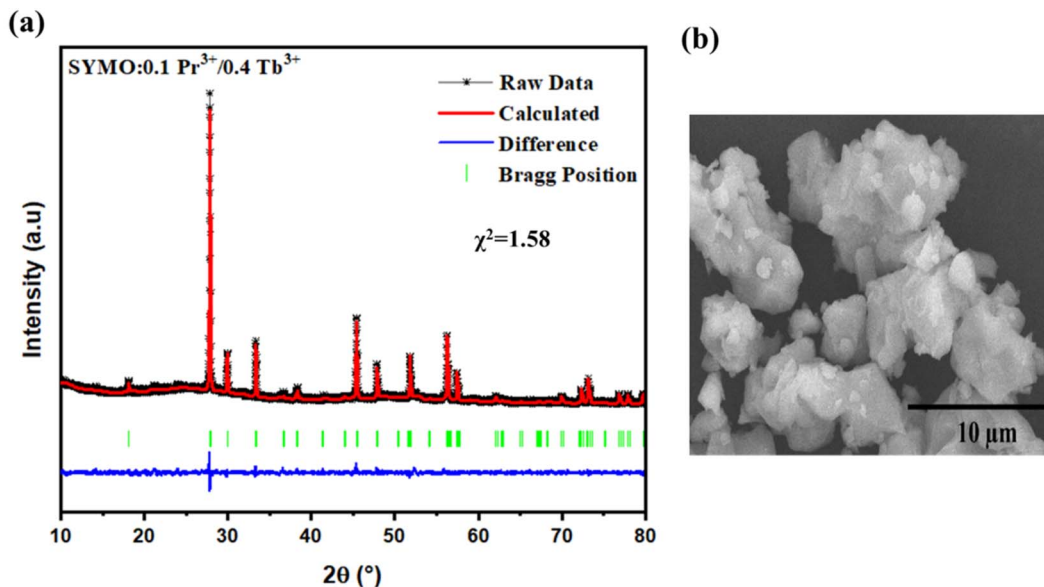 (a)
SYMO:0.1 Pr³⁺/0.4 Tb³⁺
Raw Data
Calculated
Difference
Bragg Position
χ²=1.58
Intensity (a.u)
10 20 30 40 50 60 70 80
2θ (°)
(b)
10 μm